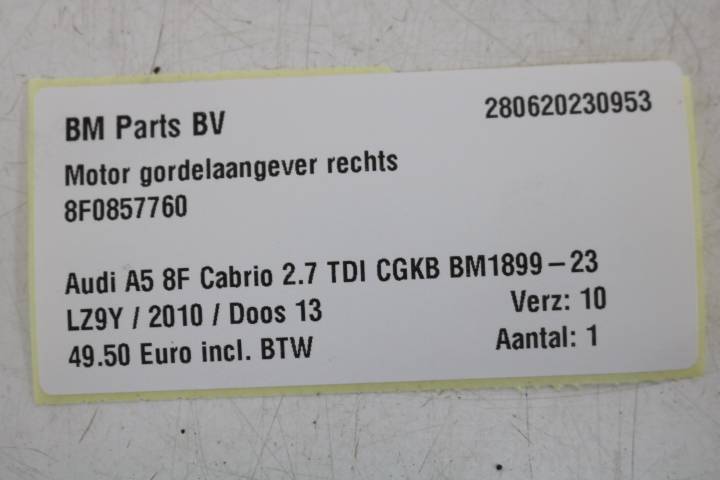 BM Parts BV 280620230953
Motor gordelaangever rechts
8F0857760
Audi A5 8F Cabrio 2.7 TDI CGKB BM1899-23
LZ9Y / 2010 / Doos 13 Verz: 10
49.50 Euro incl. BTW Aantal: 1